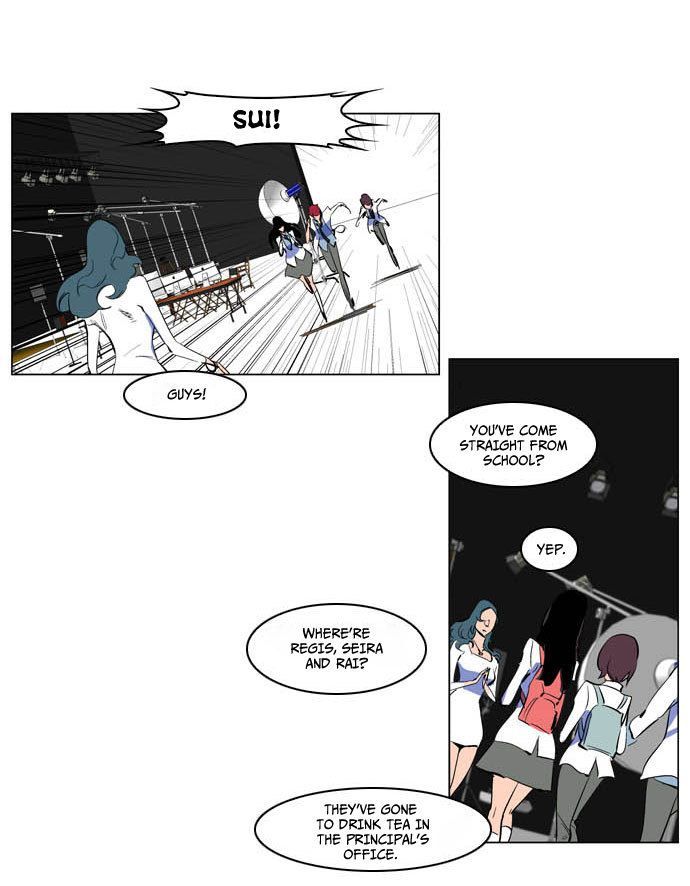 SUI!
GUYS!
YOU'VE COME
STRAIGHT FROM
SCHOOL?
YEP.
WHERE'RE
REGIS, SEIRA
AND RAI?
THEY'VE GONE
TO DRINK TEA IN
THE PRINCIPAL'S
OFFICE.